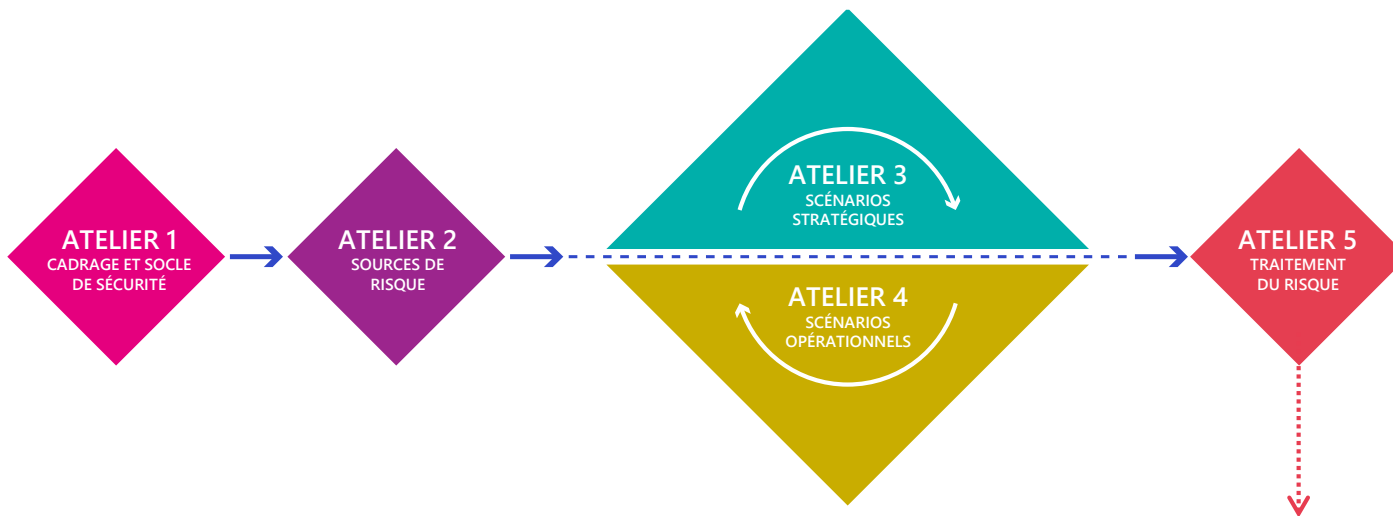 ATELIER 1
CADRAGE ET SOCLE
DE SÉCURITÉ
ATELIER 2
SOURCES DE
RISQUE
ATELIER 3
SCÉNARIOS
STRATÉGIQUES
ATELIER 4
SCÉNARIOS
OPÉRATIONNELS
ATELIER 5
TRAITEMENT
DU RISQUE